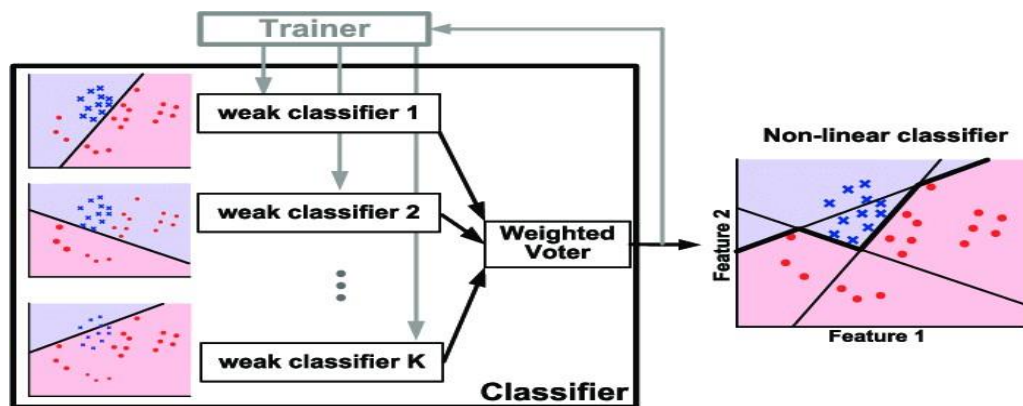 Trainer
weak classifier 1
weak classifier 2
weak classifier K
Weighted
Voter
Classifier
Non-linear classifier
Feature 2
Feature 1